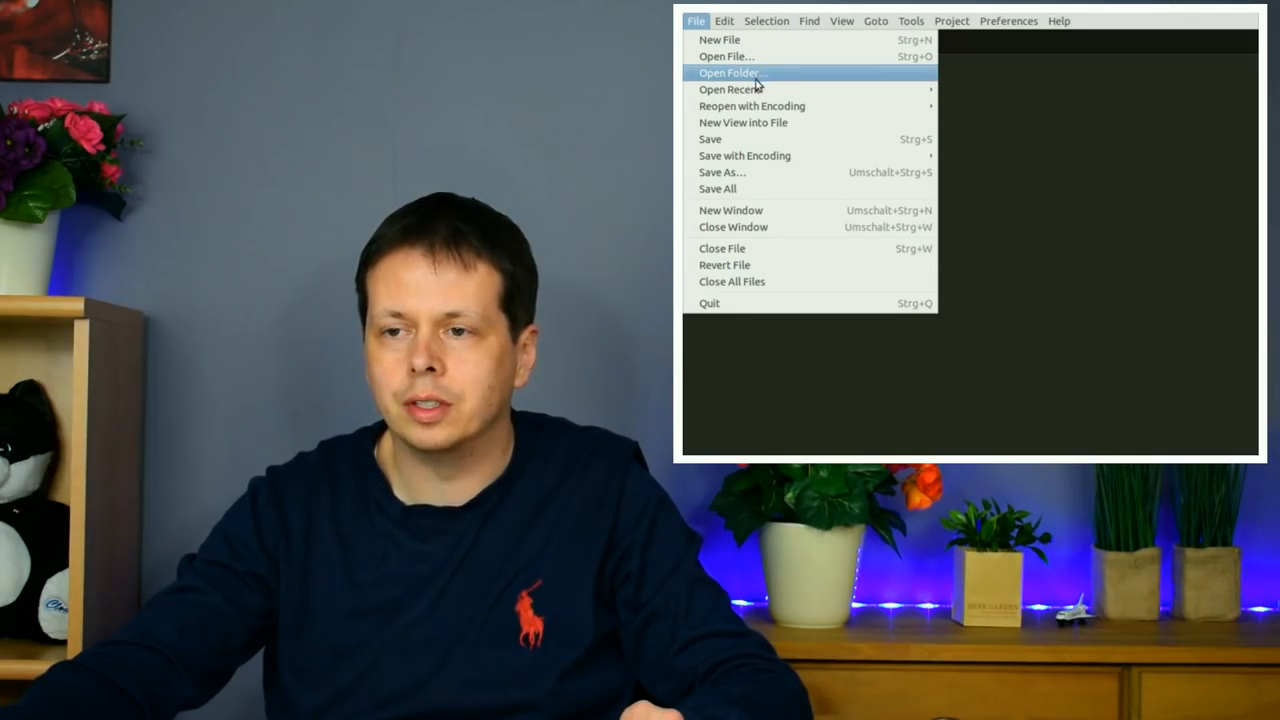 File Edit Selection Find View Goto Tools Project Preferences Help
New File Strg+N
Open File... Strg+O
Open Folder...
Open Recent
Reopen with Encoding
New View into File
Save Strg+S
Save with Encoding
Save As... Umschalt+Strg+S
Save All
New Window Umschalt+Strg+N
Close Window Umschalt+Strg+W
Close File Strg+W
Revert File
Close All Files
Quit Strg+Q
HERB GARDEN